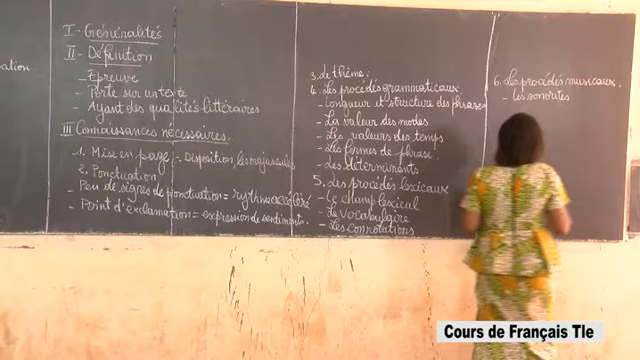 ation
I - Généralités
II - Définition
- Epreuve
- Porte sur un texte
- Ayant des qualités littéraires
III Connaissances nécessaires.
1. Mise en page : Disposition, les majuscules
2. Ponctuation
- Peu de signes de ponctuation = rythme accéléré
- Point d'exclamation = expression de sentiments.
3. de thème.
4. Les procédés grammaticaux
- Longueur et structure des phrases
- La valeur des modes
- Les valeurs des temps
- Les formes de phrase.
- Les déterminants
5. Les procédés lexicaux
- Le champ lexical
- Le vocabulaire
- Les connotations
6. Les procédés musicaux.
- les sonorités
Cours de Français Tle